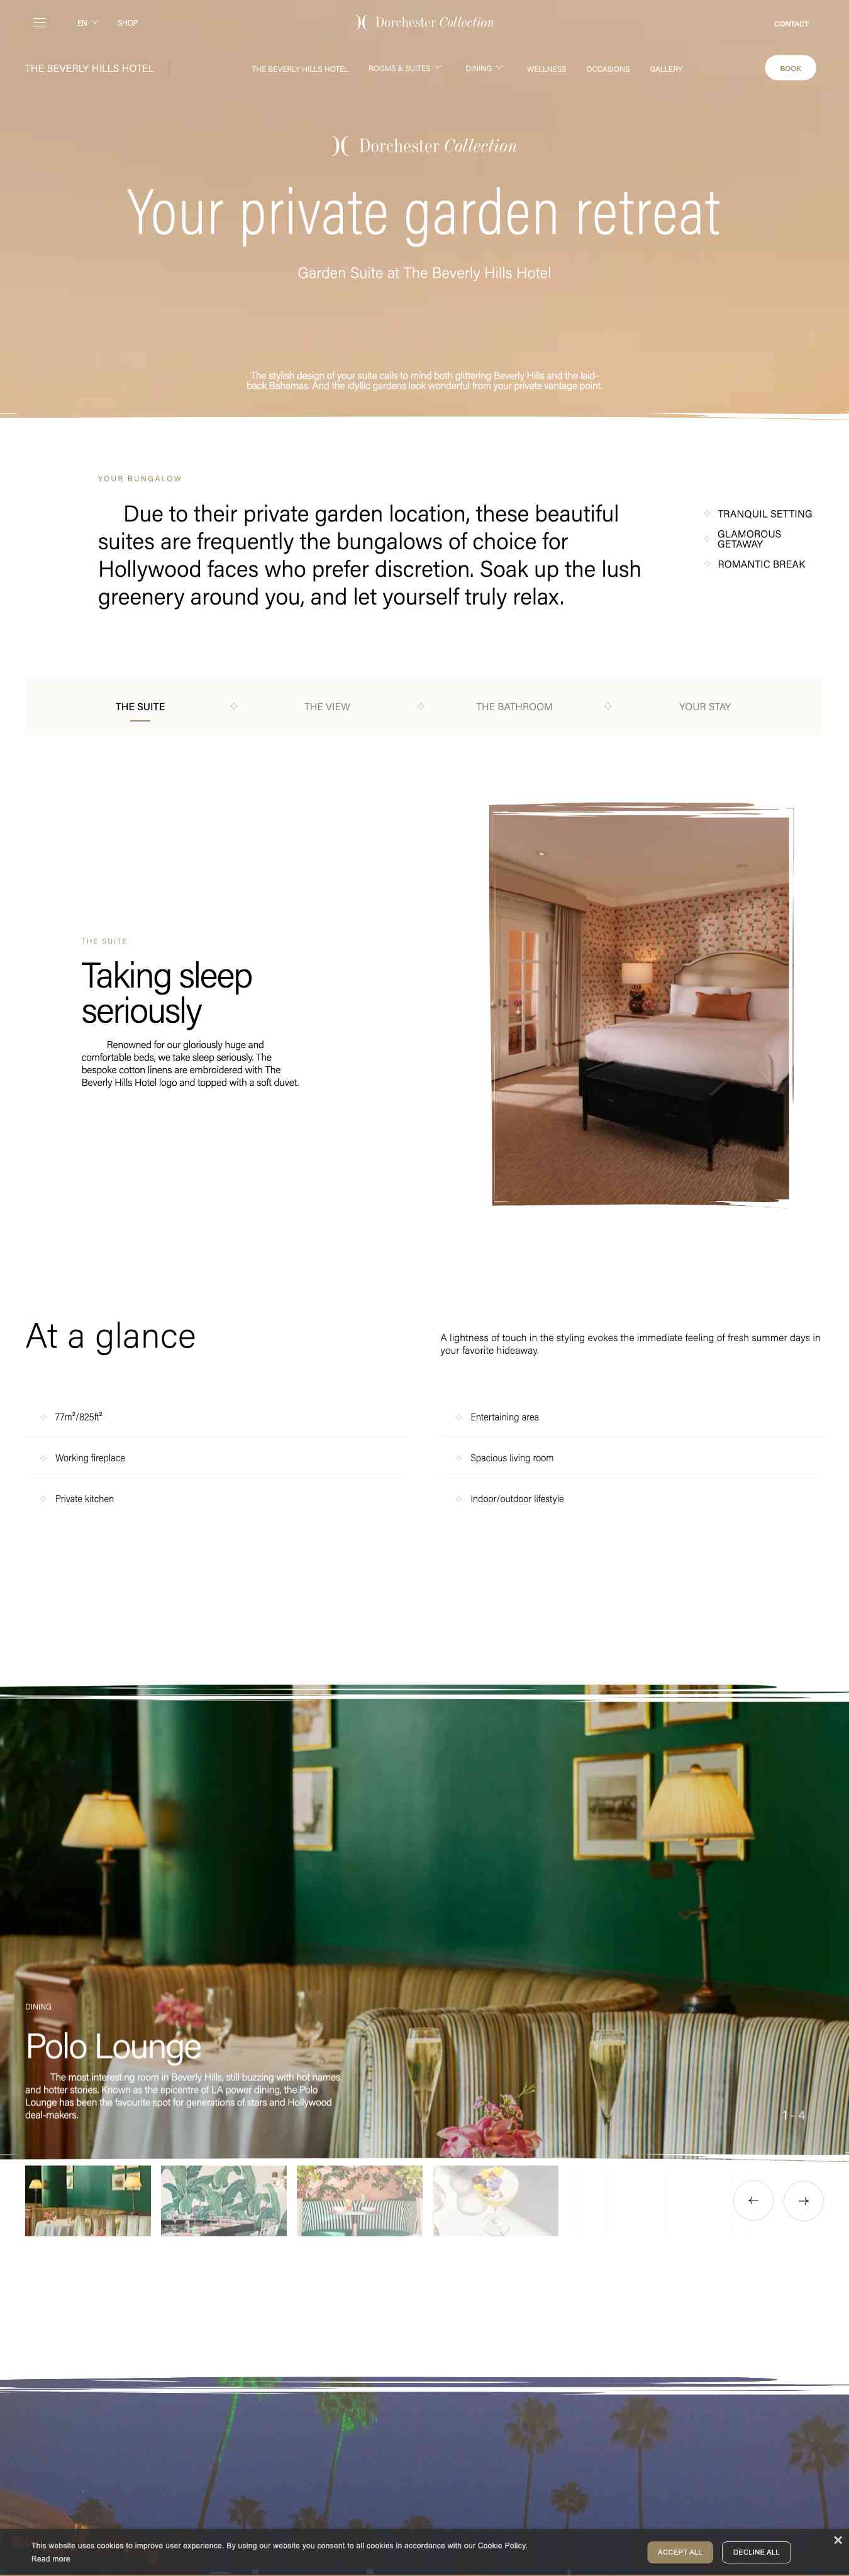 EN SHOP Dorchester Collection CONTACT
THE BEVERLY HILLS HOTEL THE BEVERLY HILLS HOTEL ROOMS & SUITES DINING WELLNESS OCCASIONS GALLERY BOOK
Dorchester Collection
Your private garden retreat
Garden Suite at The Beverly Hills Hotel
The stylish design of your suite calls to mind both glittering Beverly Hills and the laid-
back Bahamas. And the idyllic gardens look wonderful from your private vantage point.
YOUR BUNGALOW
Due to their private garden location, these beautiful
suites are frequently the bungalows of choice for
Hollywood faces who prefer discretion. Soak up the lush
greenery around you, and let yourself truly relax.
TRANQUIL SETTING
GLAMOROUS
GETAWAY
ROMANTIC BREAK
THE SUITE THE VIEW THE BATHROOM YOUR STAY
THE SUITE
Taking sleep
seriously
Renowned for our gloriously huge and
comfortable beds, we take sleep seriously. The
bespoke cotton linens are embroidered with The
Beverly Hills Hotel logo and topped with a soft duvet.
At a glance
A lightness of touch in the styling evokes the immediate feeling of fresh summer days in
your favorite hideaway.
77m²/825ft²
Working fireplace
Private kitchen
Entertaining area
Spacious living room
Indoor/outdoor lifestyle
DINING
Polo Lounge
The most interesting room in Beverly Hills, still buzzing with hot names
and hotter stories. Known as the epicentre of LA power dining, the Polo
Lounge has been the favourite spot for generations of stars and Hollywood
deal-makers.
1 - 4
This website uses cookies to improve user experience. By using our website you consent to all cookies in accordance with our Cookie Policy.
Read more
ACCEPT ALL DECLINE ALL